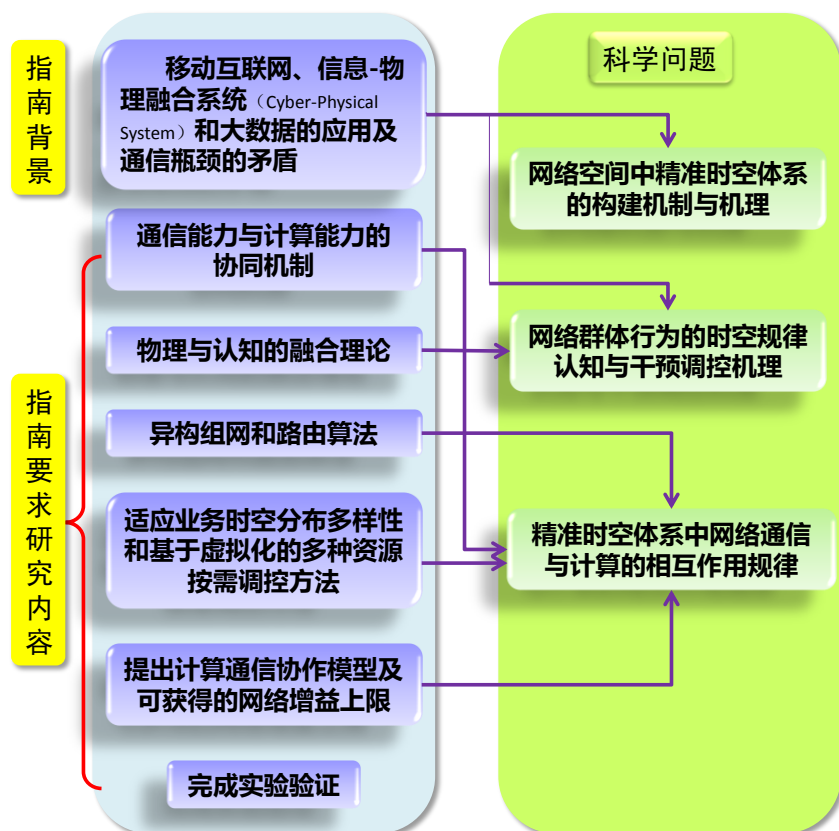 指南背景
移动互联网、信息-物
理融合系统（Cyber-Physical
System）和大数据的应用及
通信瓶颈的矛盾
指南要求研究内容
通信能力与计算能力的
协同机制
物理与认知的融合理论
异构组网和路由算法
适应业务时空分布多样性
和基于虚拟化的多种资源
按需调控方法
提出计算通信协作模型及
可获得的网络增益上限
完成实验验证
科学问题
网络空间中精准时空体系
的构建机制与机理
网络群体行为的时空规律
认知与干预调控机理
精准时空体系中网络通信
与计算的相互作用规律